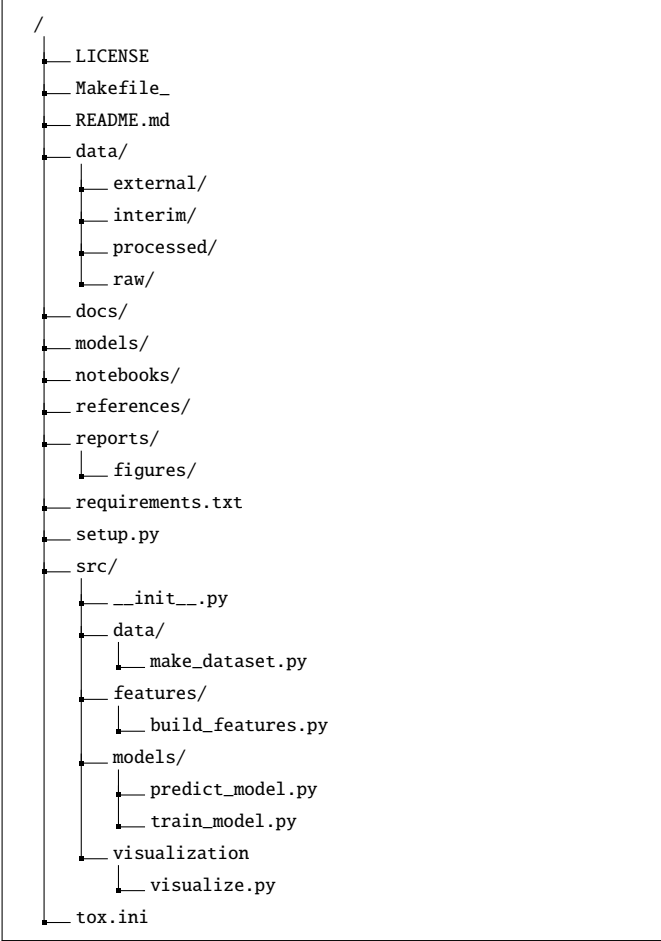 /
LICENSE
Makefile_
README.md
data/
external/
interim/
processed/
raw/
docs/
models/
notebooks/
references/
reports/
figures/
requirements.txt
setup.py
src/
__init__.py
data/
make_dataset.py
features/
build_features.py
models/
predict_model.py
train_model.py
visualization
visualize.py
tox.ini